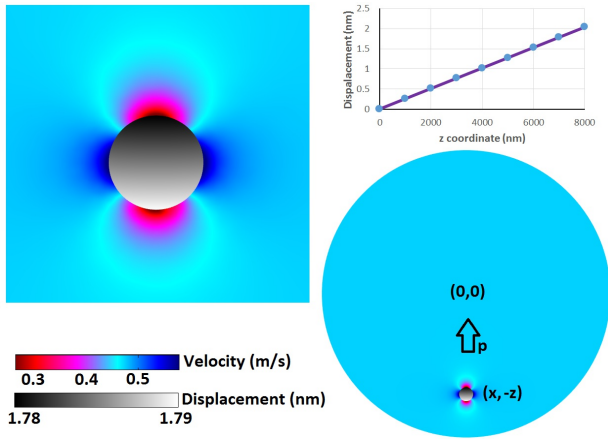 2.5
2
1.5
1
0.5
0
0 2000 4000 6000 8000
Dispalacement (nm)
z coordinate (nm)
(0,0)
p
(x, -z)
Velocity (m/s)
0.3 0.4 0.5
Displacement (nm)
1.78 1.79